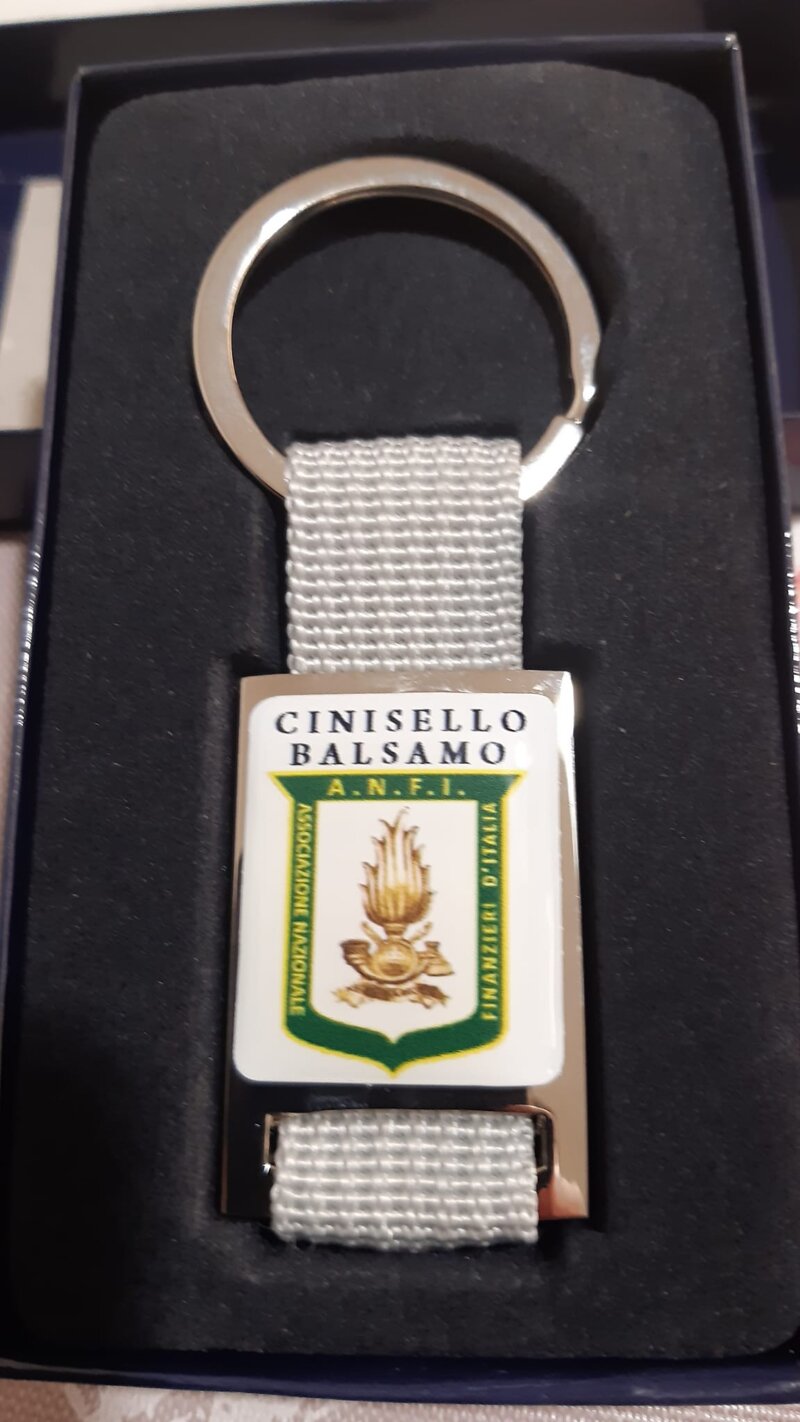 CINISELLO
BALSAMO
A.N.F.I.
ASSOCIAZIONE NAZIONALE
FINANZIERI D'ITALIA